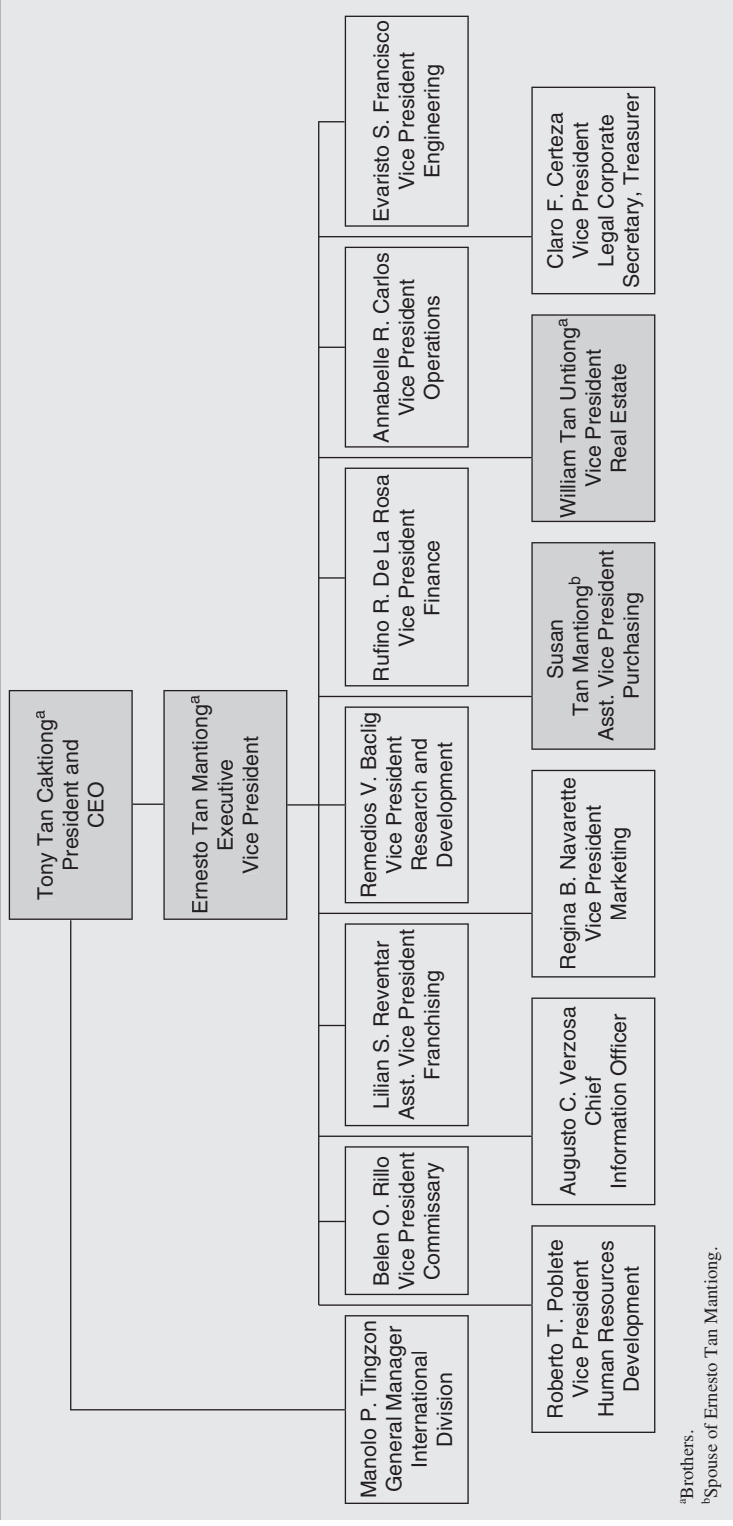 Tony Tan Caktiongᵃ
President and
CEO
Ernesto Tan Mantiongᵃ
Executive
Vice President
Manolo P. Tingzon
General Manager
International
Division
Belen O. Rillo
Vice President
Commissary
Lilian S. Reventar
Asst. Vice President
Franchising
Remedios V. Baclig
Vice President
Research and
Development
Rufino R. De La Rosa
Vice President
Finance
Annabelle R. Carlos
Vice President
Operations
Evaristo S. Francisco
Vice President
Engineering
Roberto T. Poblete
Vice President
Human Resources
Development
Augusto C. Verzosa
Chief
Information Officer
Regina B. Navarette
Vice President
Marketing
Susan
Tan Mantiongᵇ
Asst. Vice President
Purchasing
William Tan Untiongᵃ
Vice President
Real Estate
Claro F. Certeza
Vice President
Legal Corporate
Secretary, Treasurer
ᵃBrothers.
ᵇSpouse of Ernesto Tan Mantiong.